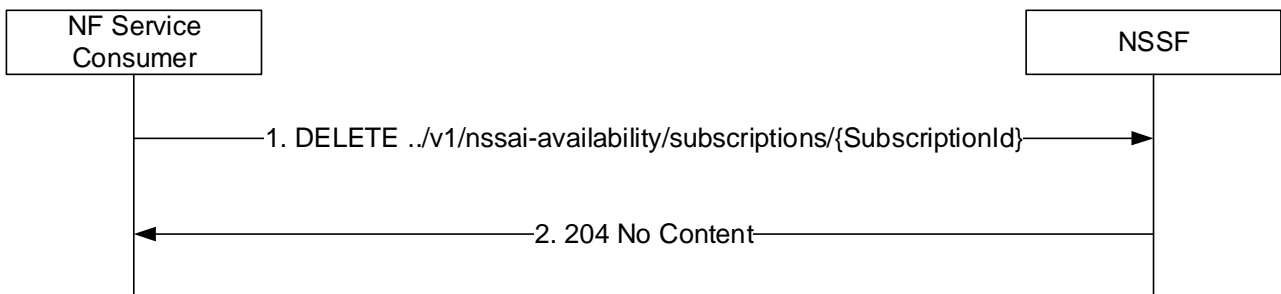 NF Service
Consumer
NSSF
1. DELETE ../v1/nssai-availability/subscriptions/{SubscriptionId}
2. 204 No Content